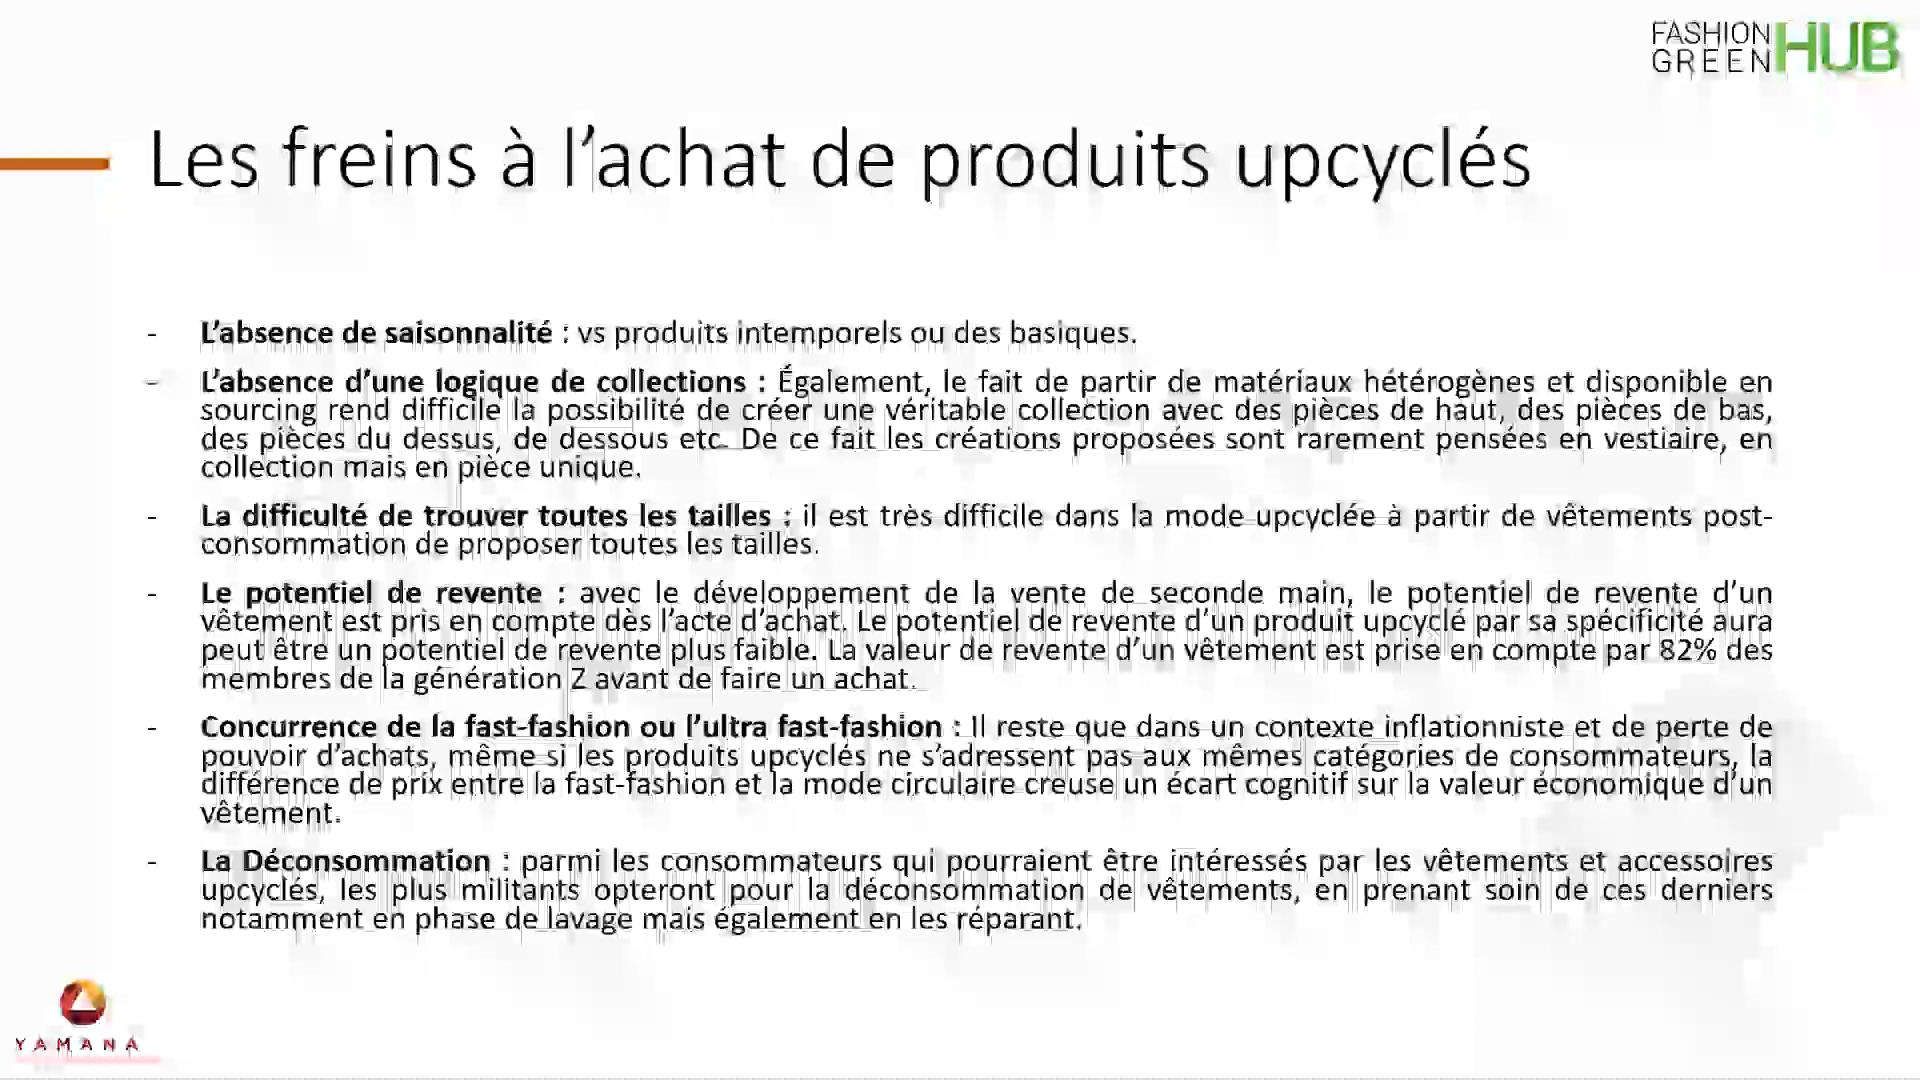 FASHION
GREEN HUB
Les freins à l’achat de produits upcyclés
- L’absence de saisonnalité : vs produits intemporels ou des basiques.
- L’absence d’une logique de collections : Également, le fait de partir de matériaux hétérogènes et disponible en
sourcing rend difficile la possibilité de créer une véritable collection avec des pièces de haut, des pièces de bas,
des pièces du dessus, de dessous etc. De ce fait les créations proposées sont rarement pensées en vestiaire, en
collection mais en pièce unique.
- La difficulté de trouver toutes les tailles : il est très difficile dans la mode upcyclée à partir de vêtements post-
consommation de proposer toutes les tailles.
- Le potentiel de revente : avec le développement de la vente de seconde main, le potentiel de revente d’un
vêtement est pris en compte dès l’acte d’achat. Le potentiel de revente d’un produit upcyclé par sa spécificité aura
peut être un potentiel de revente plus faible. La valeur de revente d’un vêtement est prise en compte par 82% des
membres de la génération Z avant de faire un achat.
- Concurrence de la fast-fashion ou l’ultra fast-fashion : Il reste que dans un contexte inflationniste et de perte de
pouvoir d’achats, même si les produits upcyclés ne s’adressent pas aux mêmes catégories de consommateurs, la
différence de prix entre la fast-fashion et la mode circulaire creuse un écart cognitif sur la valeur économique d’un
vêtement.
- La Déconsommation : parmi les consommateurs qui pourraient être intéressés par les vêtements et accessoires
upcyclés, les plus militants opteront pour la déconsommation de vêtements, en prenant soin de ces derniers
notamment en phase de lavage mais également en les réparant.
YAMANA